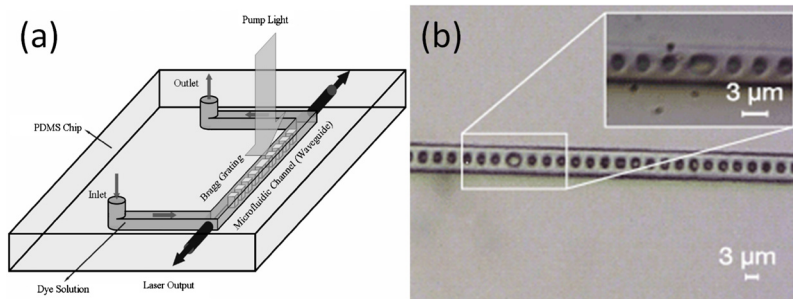 (a)
Pump Light
Outlet
PDMS Chip
Bragg Grating
Microfluidic Channel (Waveguide)
Inlet
Dye Solution
Laser Output
(b)
3 µm
3 µm